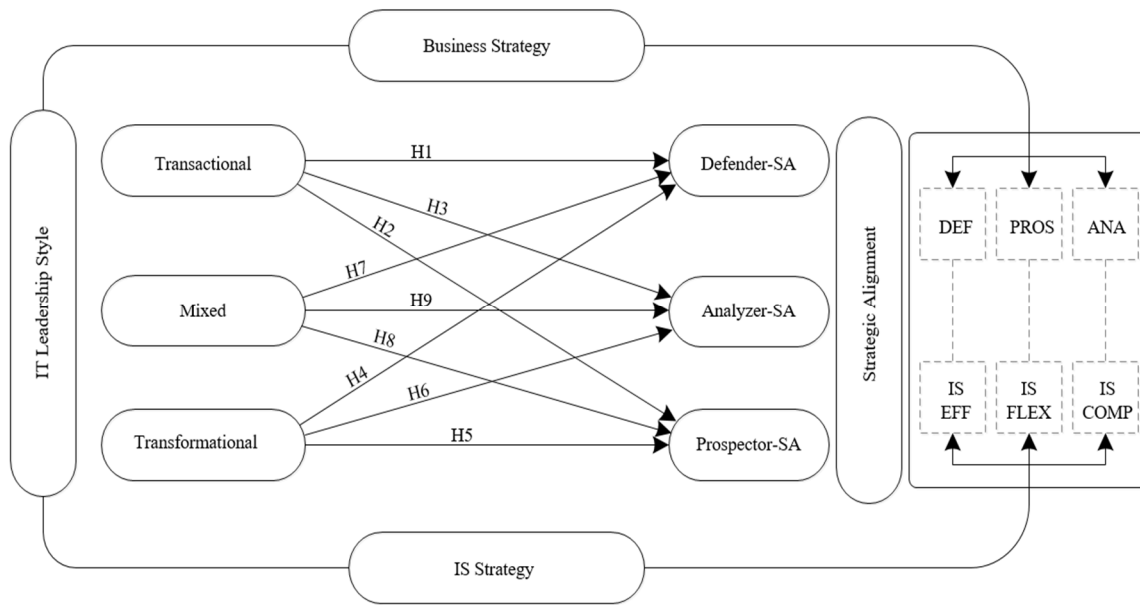 Business Strategy
IT Leadership Style
Transactional
Mixed
Transformational
H1
H3
H2
H7
H9
H8
H4
H6
H5
Defender-SA
Analyzer-SA
Prospector-SA
Strategic Alignment
DEF
PROS
ANA
IS
EFF
IS
FLEX
IS
COMP
IS Strategy